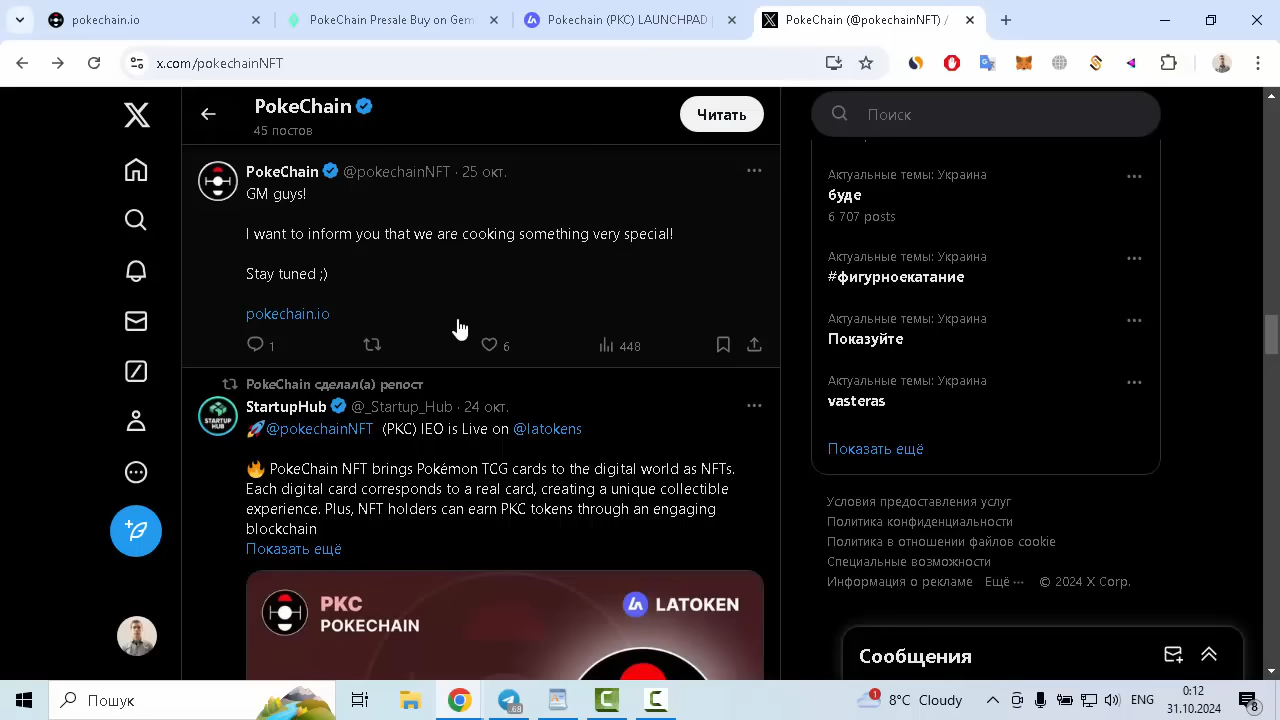 pokechain.io
PokeChain Presale Buy on Gem
Pokechain (PKC) LAUNCHPAD
PokeChain (@pokechainNFT) /
x.com/pokechainNFT
PokeChain
45 постов
Читать
Поиск
PokeChain @pokechainNFT · 25 окт.
GM guys!
I want to inform you that we are cooking something very special!
Stay tuned ;)
pokechain.io
1
6
448
PokeChain сделал(а) репост
StartupHub @_Startup_Hub · 24 окт.
🚀@pokechainNFT (PKC) IEO is Live on @latokens
🔥 PokeChain NFT brings Pokémon TCG cards to the digital world as NFTs.
Each digital card corresponds to a real card, creating a unique collectible
experience. Plus, NFT holders can earn PKC tokens through an engaging
blockchain
Показать ещё
STARTUP
HUB
PKC
POKECHAIN
LATOKEN
Актуальные темы: Украина
буде
6 707 posts
Актуальные темы: Украина
#фигурноекатание
Актуальные темы: Украина
Показуйте
Актуальные темы: Украина
vasteras
Показать ещё
Условия предоставления услуг
Политика конфиденциальности
Политика в отношении файлов cookie
Специальные возможности
Информация о рекламе Ещё ··· © 2024 X Corp.
Сообщения
Пошук
68
1
8°C Cloudy
ENG
0:12
31.10.2024
8